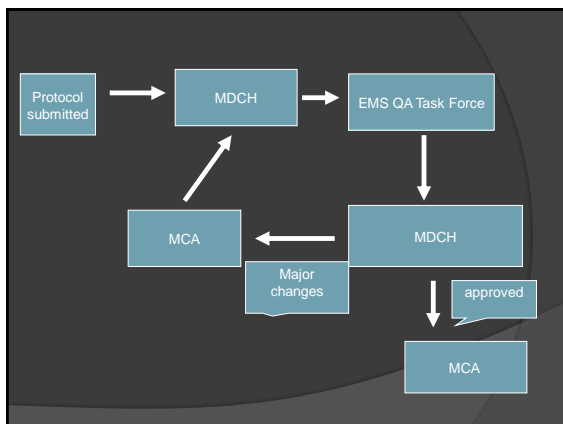 Protocol
submitted
MDCH
EMS QA Task Force
MCA
MDCH
Major
changes
approved
MCA